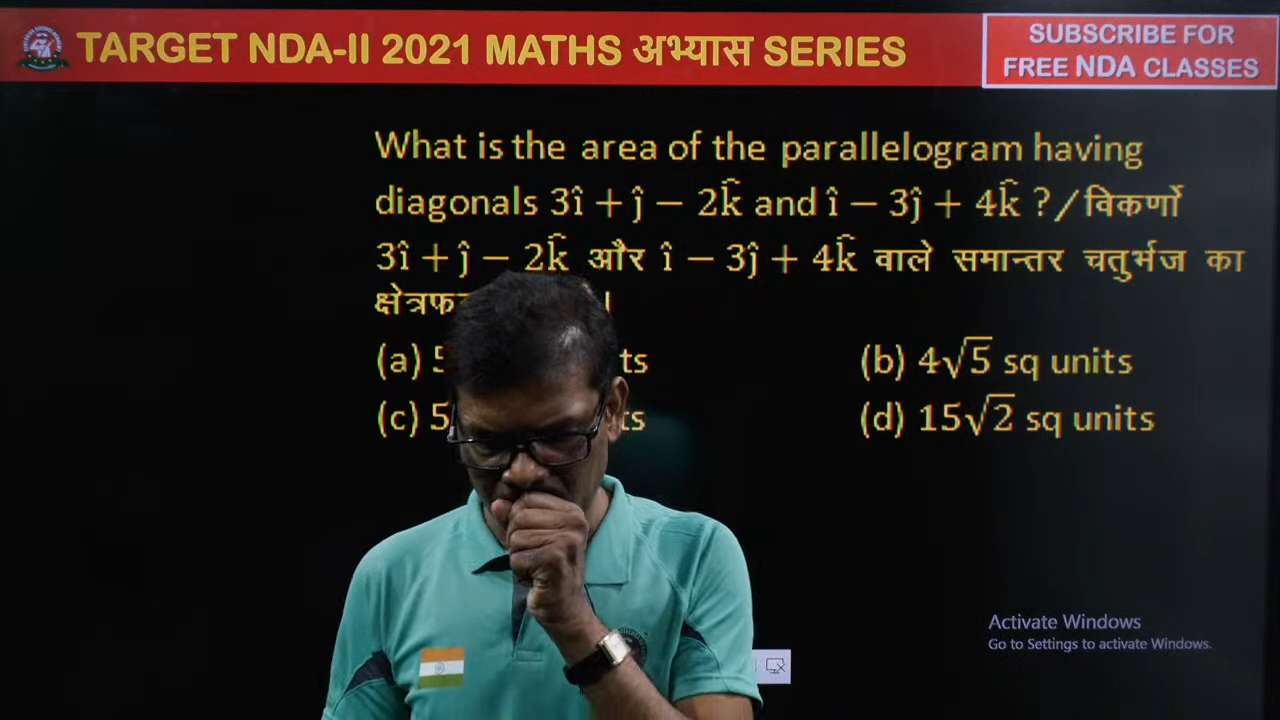 TARGET NDA-II 2021 MATHS अभ्यास SERIES
SUBSCRIBE FOR
FREE NDA CLASSES
What is the area of the parallelogram having
diagonals 3î + ĵ − 2k̂ and î − 3ĵ + 4k̂ ?/विकर्णो
3î + ĵ − 2k̂ और î − 3ĵ + 4k̂ वाले समान्तर चतुर्भज का
(a)
(b) 4√5 sq units
(c)
(d) 15√2 sq units
Activate Windows
Go to Settings to activate Windows.